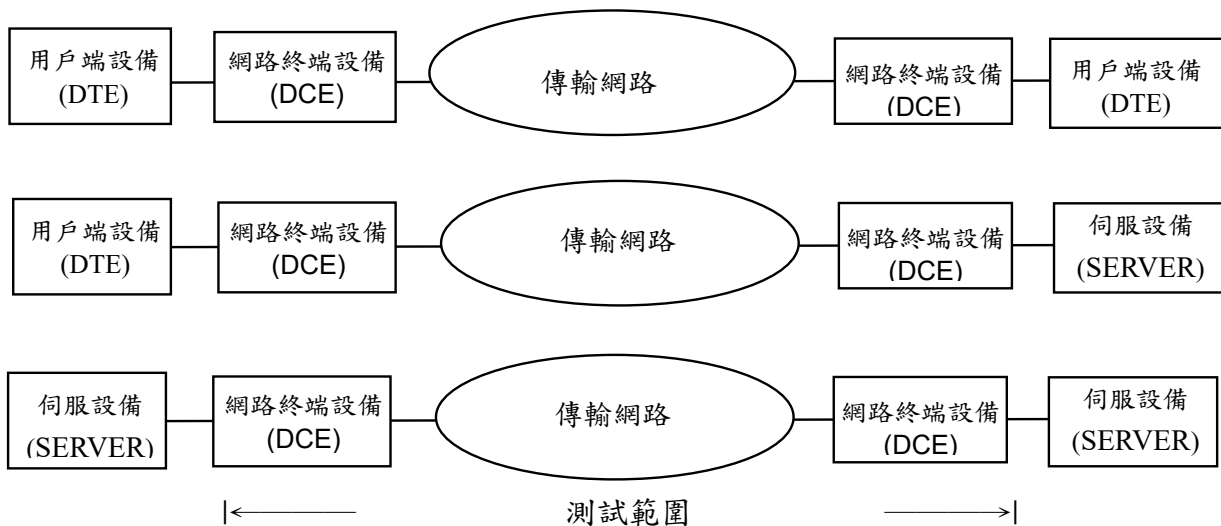 用戶端設備
(DTE)
網路終端設備
(DCE)
傳輸網路
網路終端設備
(DCE)
用戶端設備
(DTE)
用戶端設備
(DTE)
網路終端設備
(DCE)
傳輸網路
網路終端設備
(DCE)
伺服設備
(SERVER)
伺服設備
(SERVER)
網路終端設備
(DCE)
傳輸網路
網路終端設備
(DCE)
伺服設備
(SERVER)
測試範圍